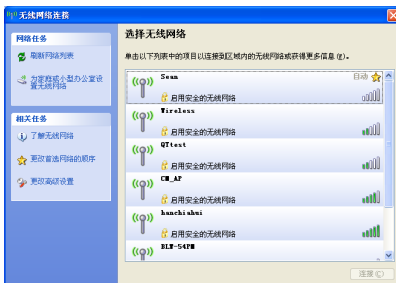 无线网络连接
网络任务
刷新网络列表
为家庭或小型办公室设
置无线网络
相关任务
了解无线网络
更改首选网络的顺序
更改高级设置
选择无线网络
单击以下列表中的项目以连接到区域内的无线网络或获得更多信息(W)。
Sean
自动
启用安全的无线网络
Wireless
启用安全的无线网络
QTtest
启用安全的无线网络
CM_AP
启用安全的无线网络
hanchiahui
启用安全的无线网络
BLW-54PM
连接(C)